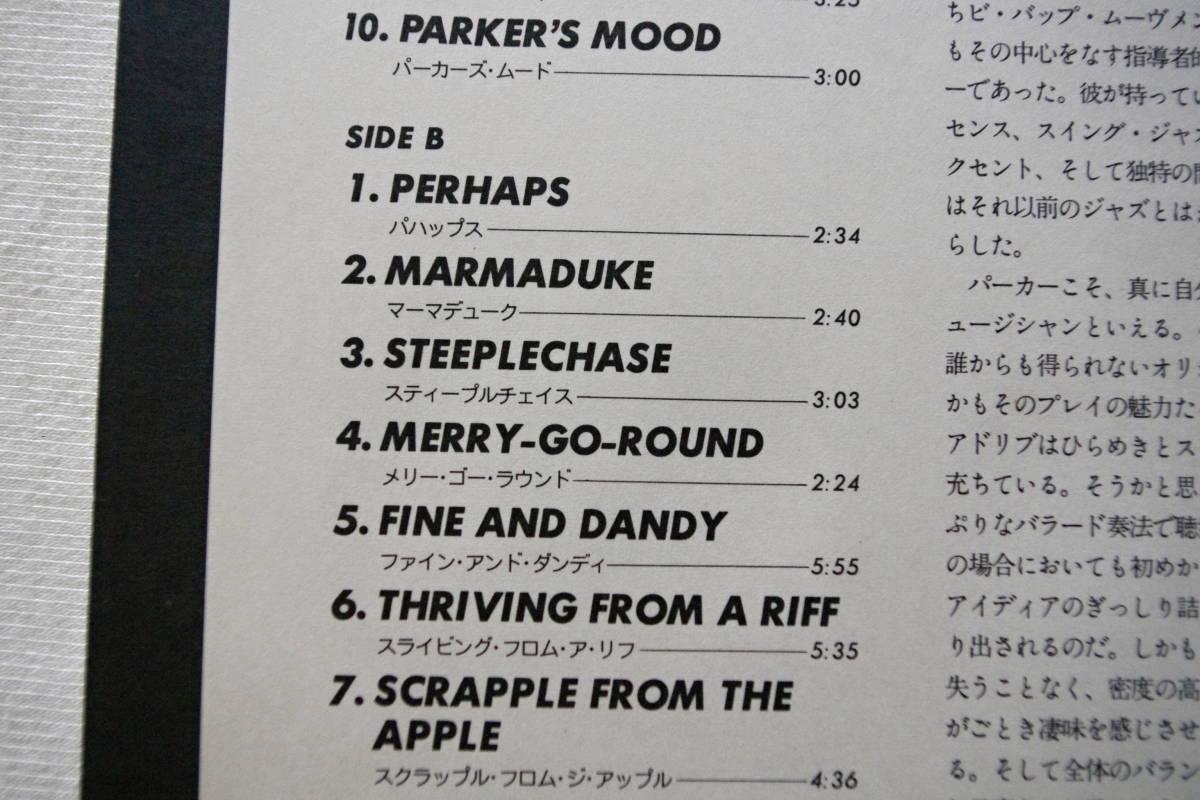 3:25
10. PARKER'S MOOD
パーカーズ・ムード 3:00
SIDE B
1. PERHAPS
パハップス 2:34
2. MARMADUKE
マーマデューク 2:40
3. STEEPLECHASE
スティープルチェイス 3:03
4. MERRY-GO-ROUND
メリー・ゴー・ラウンド 2:24
5. FINE AND DANDY
ファイン・アンド・ダンディ 5:55
6. THRIVING FROM A RIFF
スライビング・フロム・ア・リフ 5:35
7. SCRAPPLE FROM THE
APPLE
スクラップル・フロム・ジ・アップル 4:36
ちビ・バップ・ムーヴメン
もその中心をなす指導者的
ーであった。彼が持ってい
センス、スイング・ジャズ
クセント、そして独特の間
はそれ以前のジャズとは
らした。
パーカーこそ、真に自分
ュージシャンといえる。
誰からも得られないオリジ
かもそのプレイの魅力た
アドリブはひらめきとス
充ちている。そうかと思
ぷりなバラード奏法で聴
の場合においても初めか
アイディアのぎっしり詰
り出されるのだ。しかも
失うことなく、密度の高
がごとき凄味を感じさせ
る。そして全体のバラン